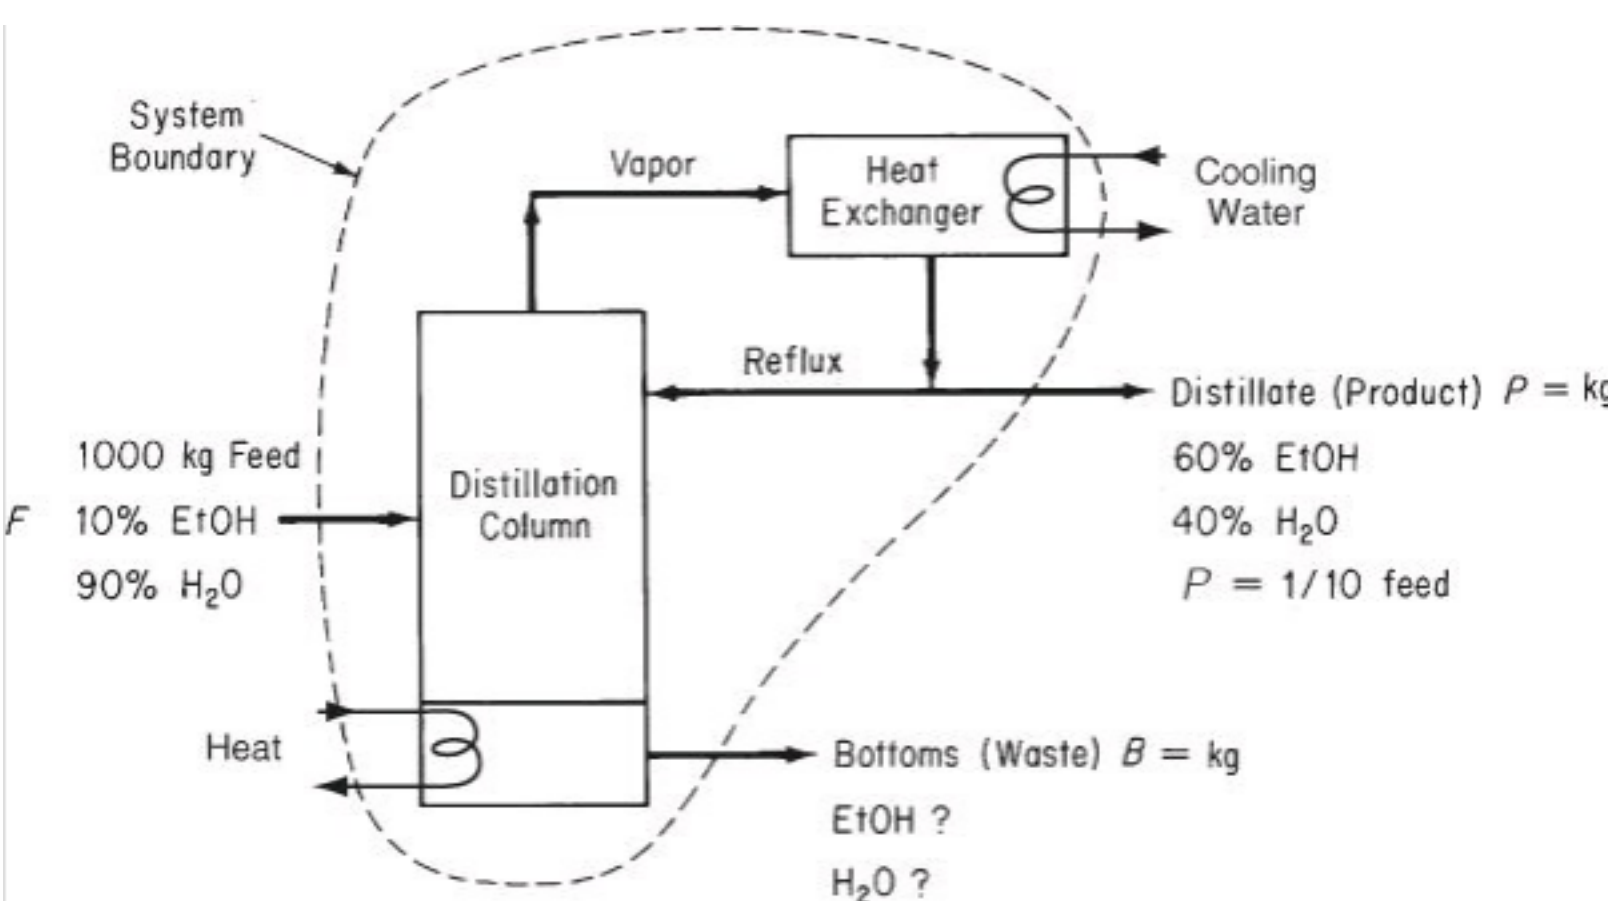 System
Boundary
Vapor
Heat
Exchanger
Cooling
Water
Reflux
Distillate (Product) P = kg
60% EtOH
40% H₂O
P = 1/10 feed
1000 kg Feed
F 10% EtOH
90% H₂O
Distillation
Column
Heat
Bottoms (Waste) B = kg
EtOH ?
H₂O ?